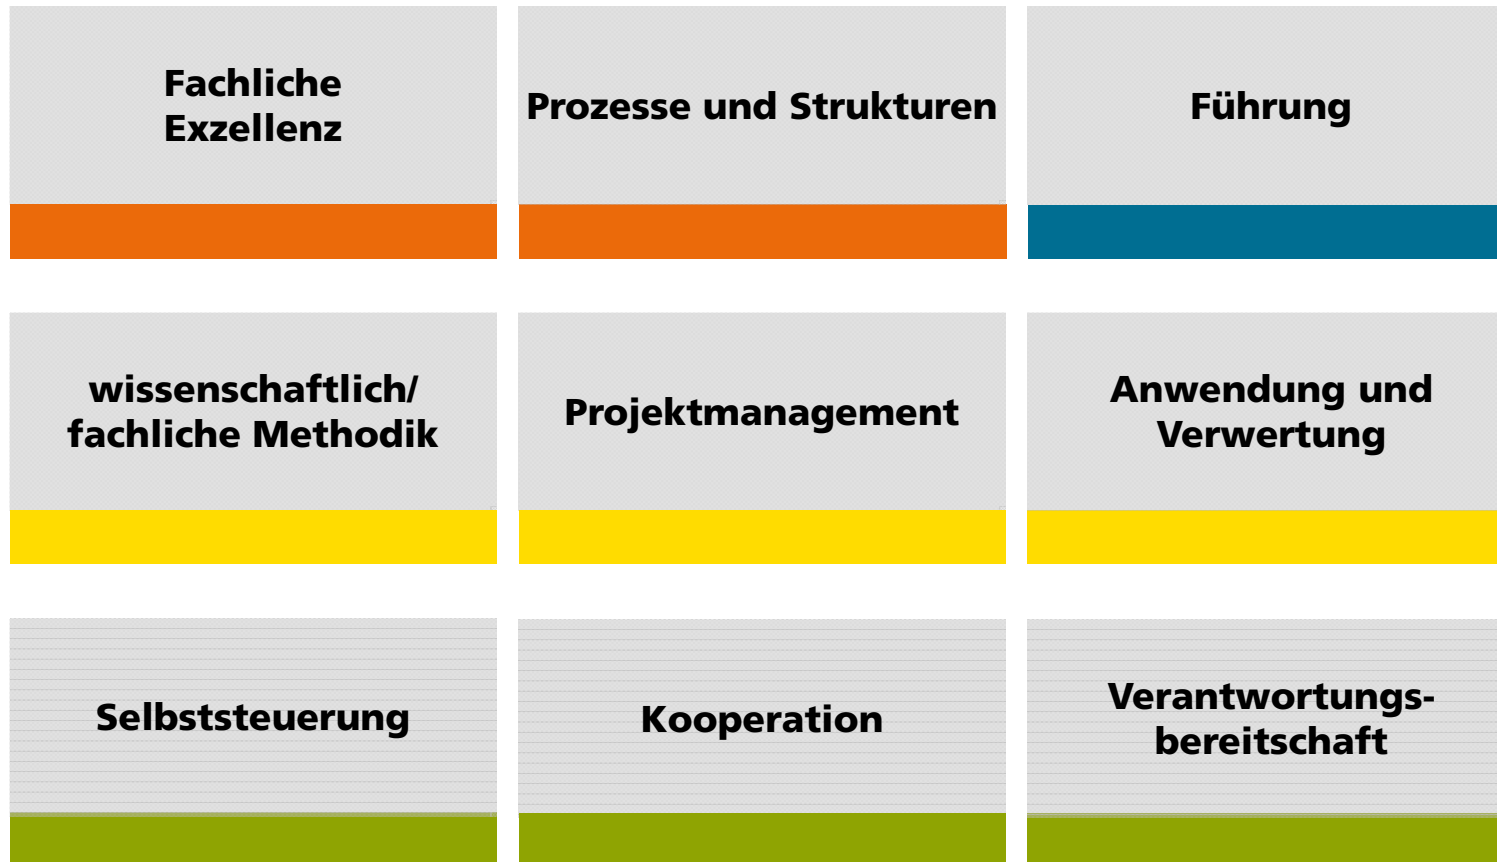 Fachliche
Exzellenz
Prozesse und Strukturen
Führung
wissenschaftlich/
fachliche Methodik
Projektmanagement
Anwendung und
Verwertung
Selbststeuerung
Kooperation
Verantwortungs-
bereitschaft